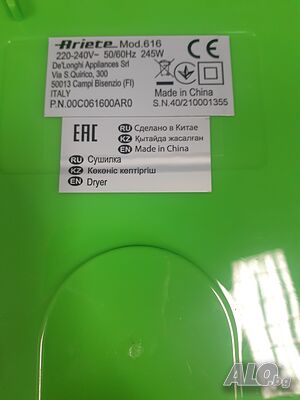 Ariete Mod.616
220-240V~ 50/60Hz 245W
De'Longhi Appliances Srl
Via S.Quirico, 300
50013 Campi Bisenzio (FI)
ITALY
P.N.00C061600AR0
CE
Made in China
S.N.40/210001355
EAC
RU Сделано в Китае
KZ Қытайда жасалған
EN Made in China
RU Сушилка
KZ Көкөніс кептіргіш
EN Dryer
ALO.bg